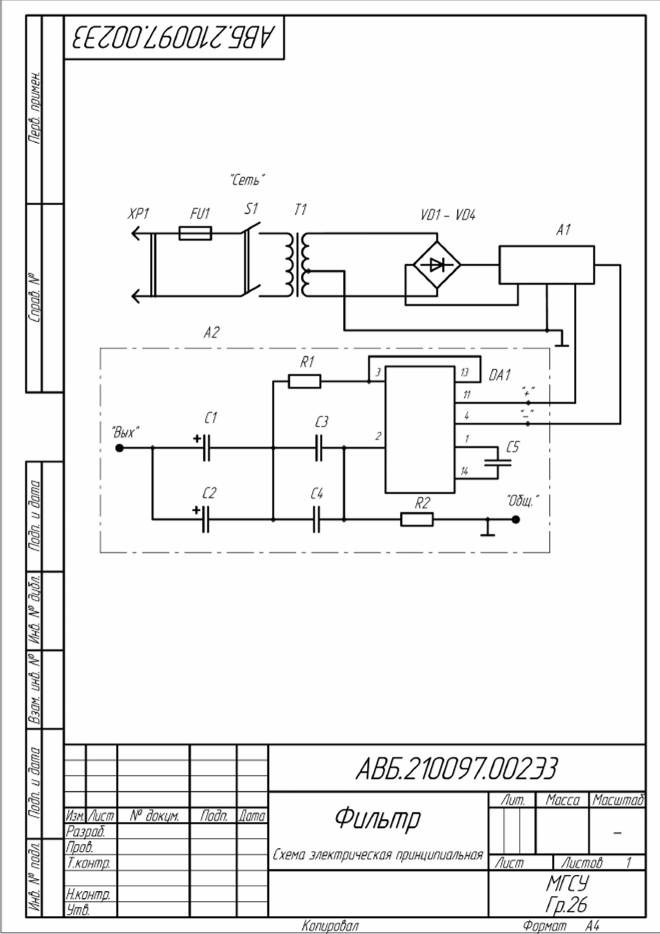 АВБ.210097.002ЭЗ
Перв. примен.
Справ. №
Подп. и дата
Инв. № дубл.
Взам. инв. №
Подп. и дата
Инв. № подл.
"Сеть"
XP1 FU1 S1 T1 VD1 - VD4 A1
A2
R1 3 13 DA1
11 "+"
4 "-"
"Вых" C1 C3 2 1 C5
+
14
C2 C4 R2 "Общ."
+
АВБ.210097.002ЭЗ
Лит. Масса Масштаб
Изм. Лист № докум. Подп. Дата
Фильтр
–
Разраб.
Пров.
Т.контр.
Схема электрическая принципиальная
Лист Листов 1
Н.контр.
Утв.
МГСУ
Гр.26
Копировал Формат А4